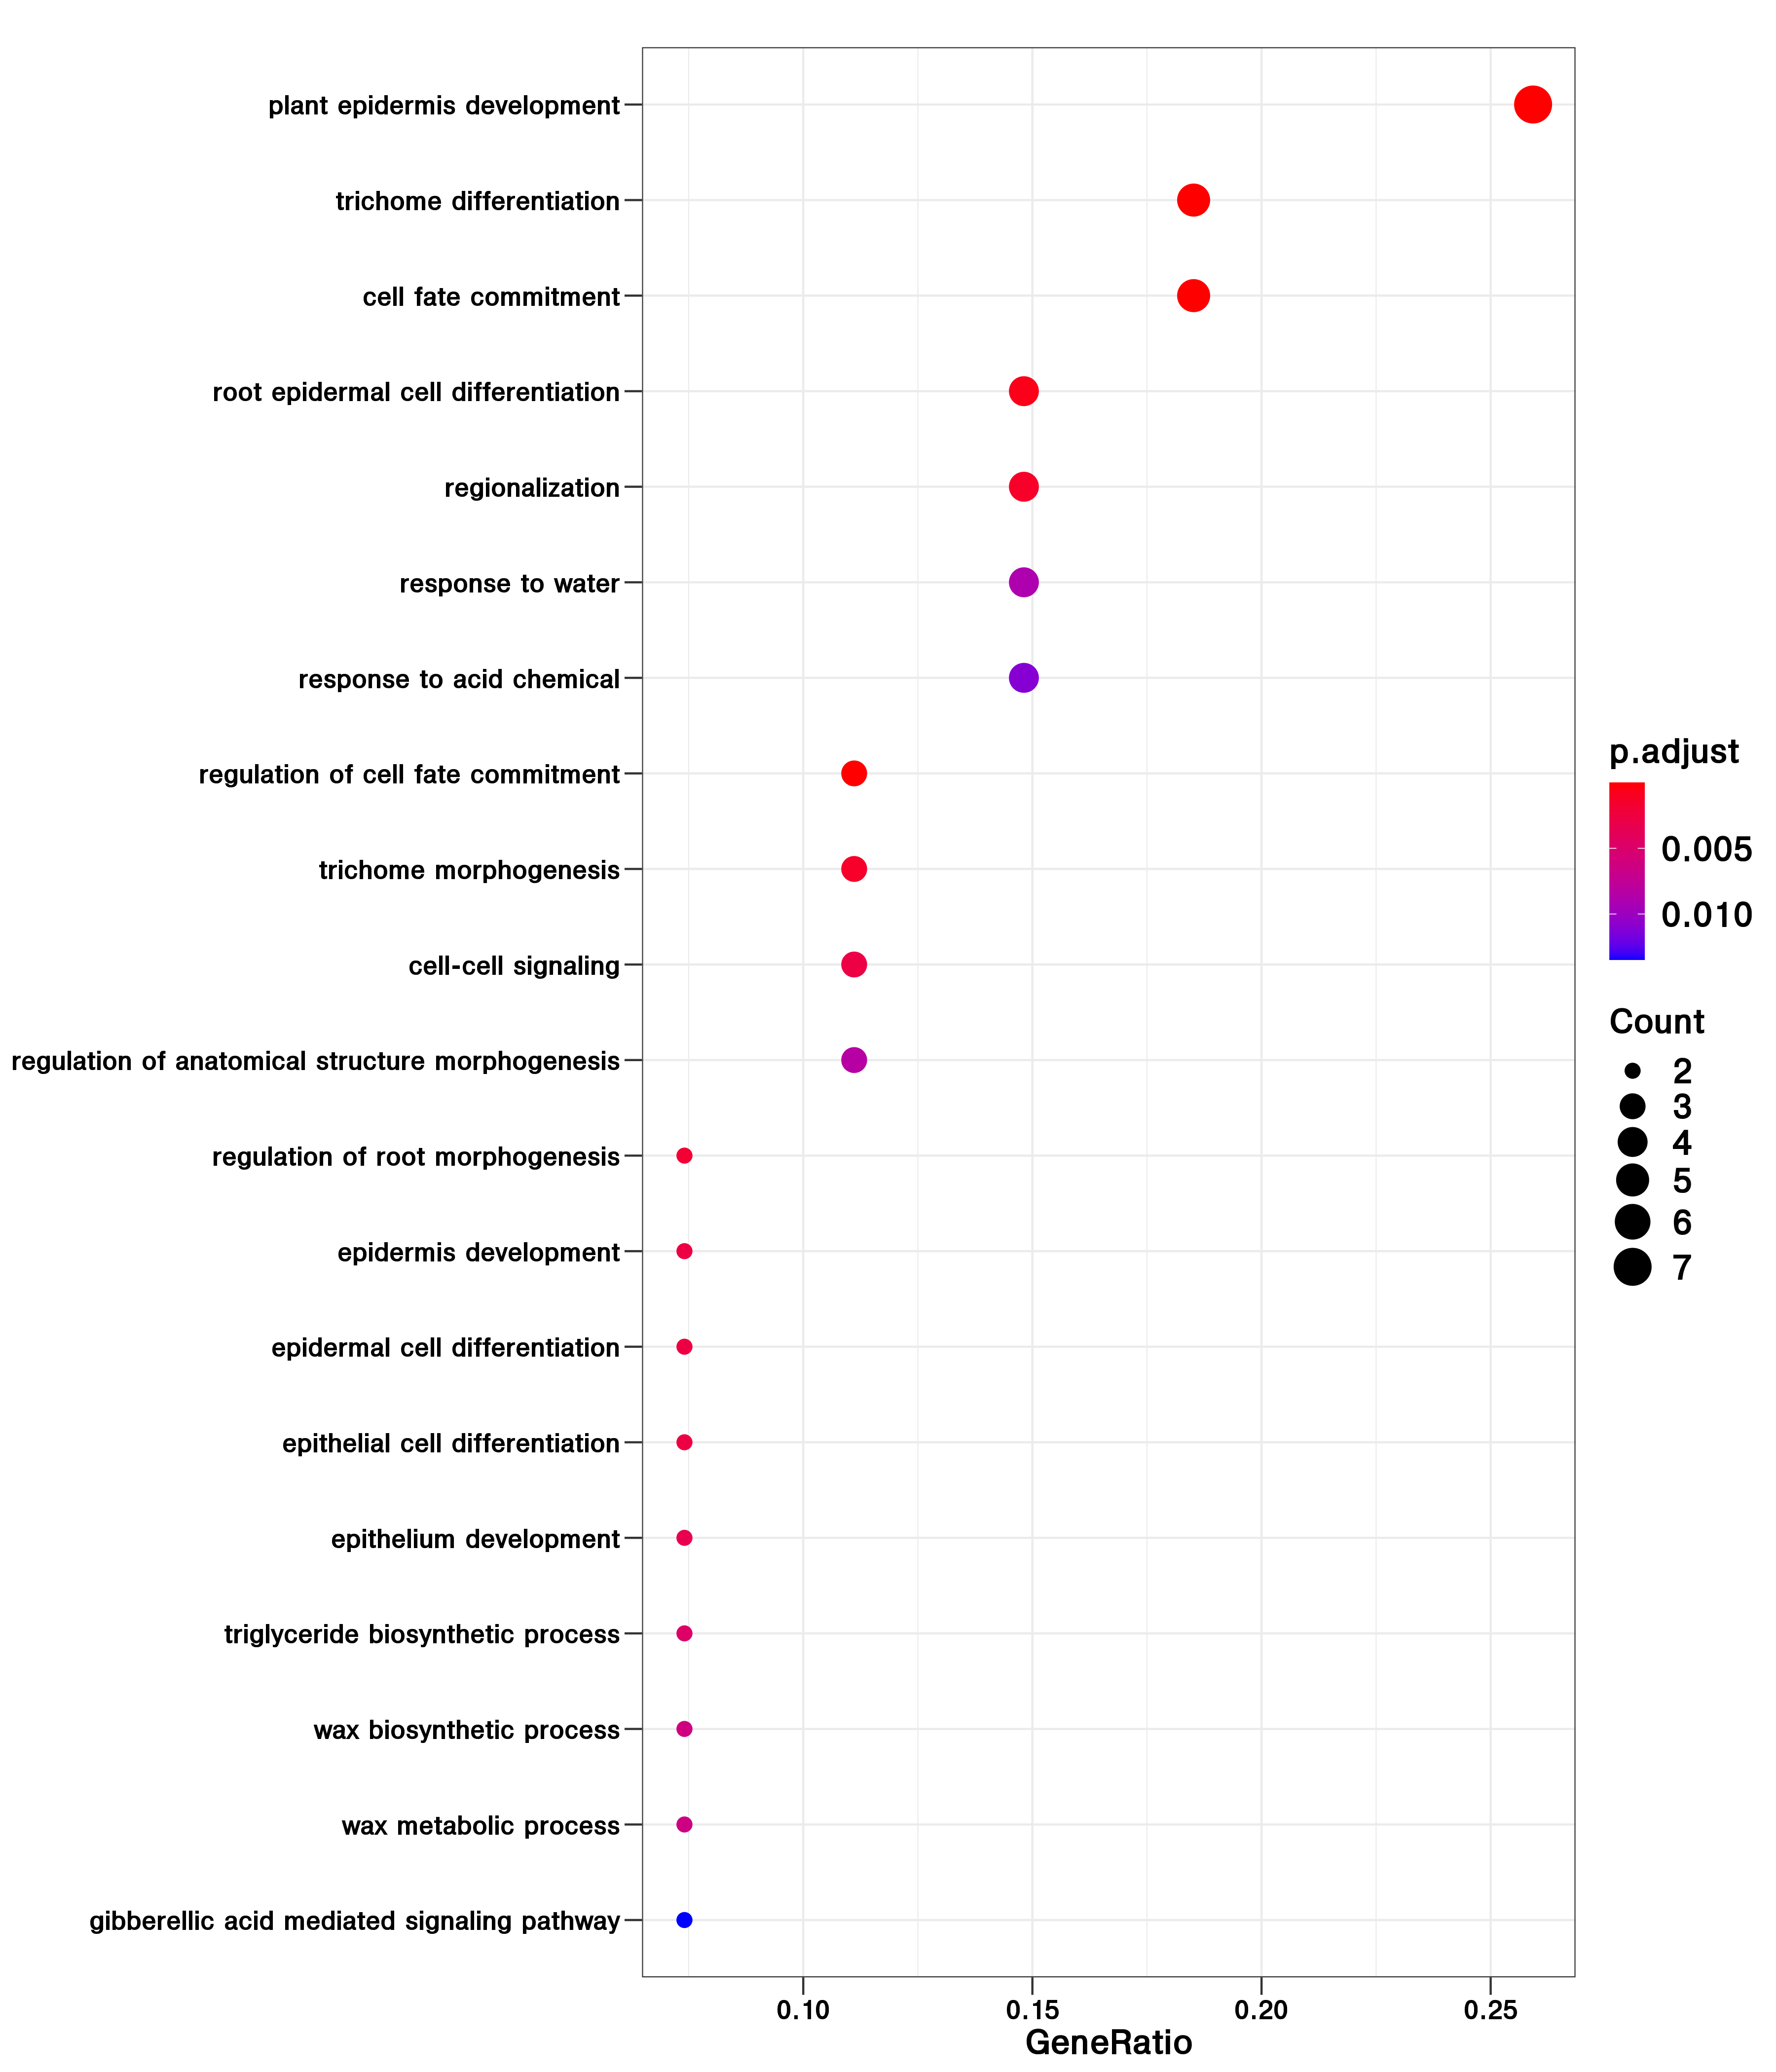 plant epidermis development
trichome differentiation
cell fate commitment
root epidermal cell differentiation
regionalization
response to water
response to acid chemical
regulation of cell fate commitment
trichome morphogenesis
cell-cell signaling
regulation of anatomical structure morphogenesis
regulation of root morphogenesis
epidermis development
epidermal cell differentiation
epithelial cell differentiation
epithelium development
triglyceride biosynthetic process
wax biosynthetic process
wax metabolic process
gibberellic acid mediated signaling pathway
0.10 0.15 0.20 0.25
GeneRatio
p.adjust
0.005
0.010
Count
2
3
4
5
6
7